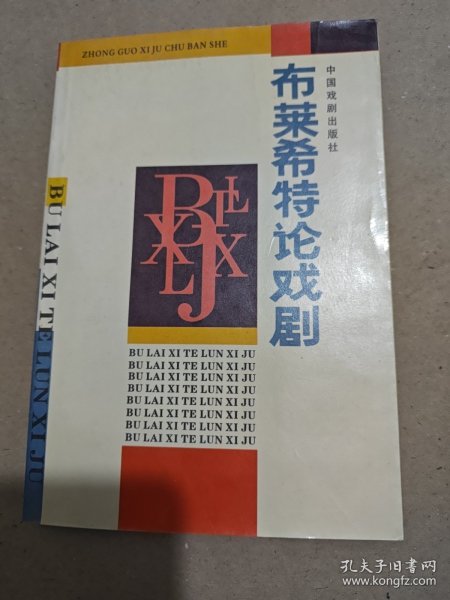 ZHONG GUO XI JU CHU BAN SHE
中国戏剧出版社
布莱希特论戏剧
BU LAI XI TE LUN XI JU
B L
X B T
X L X
J
BU LAI XI TE LUN XI JU
BU LAI XI TE LUN XI JU
BU LAI XI TE LUN XI JU
BU LAI XI TE LUN XI JU
BU LAI XI TE LUN XI JU
BU LAI XI TE LUN XI JU
BU LAI XI TE LUN XI JU
BU LAI XI TE LUN XI JU
孔夫子旧书网
www.kongfz.com